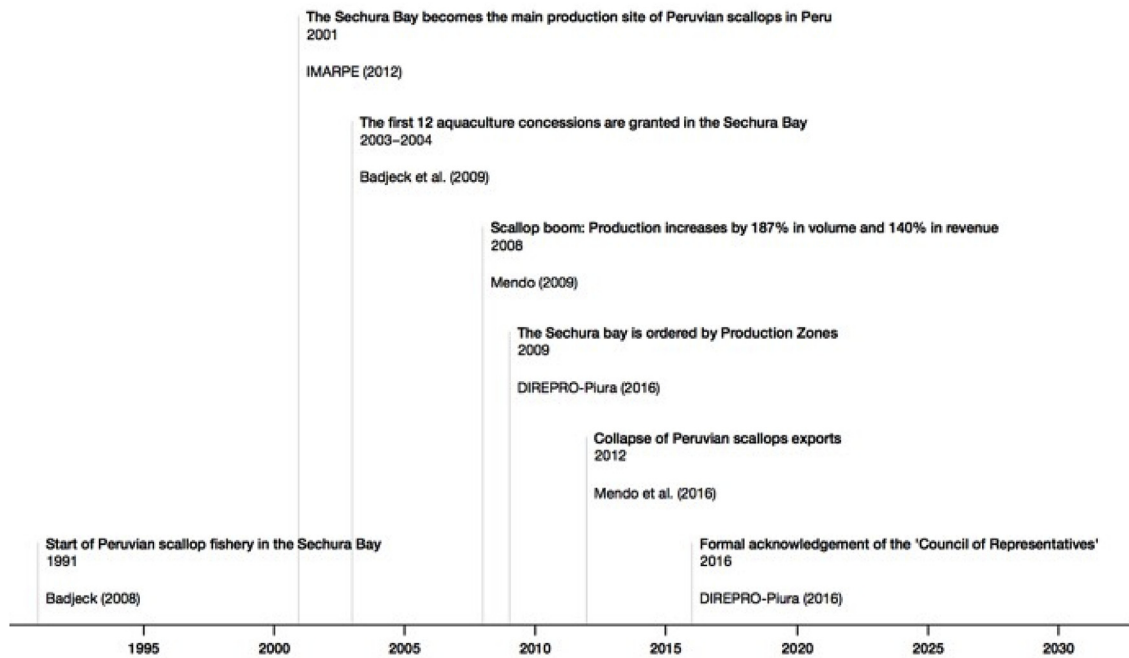 The Sechura Bay becomes the main production site of Peruvian scallops in Peru
2001
IMARPE (2012)
The first 12 aquaculture concessions are granted in the Sechura Bay
2003–2004
Badjeck et al. (2009)
Scallop boom: Production increases by 187% in volume and 140% in revenue
2008
Mendo (2009)
The Sechura bay is ordered by Production Zones
2009
DIREPRO-Piura (2016)
Collapse of Peruvian scallops exports
2012
Mendo et al. (2016)
Start of Peruvian scallop fishery in the Sechura Bay
1991
Badjeck (2008)
Formal acknowledgement of the 'Council of Representatives'
2016
DIREPRO-Piura (2016)
1995 2000 2005 2010 2015 2020 2025 2030